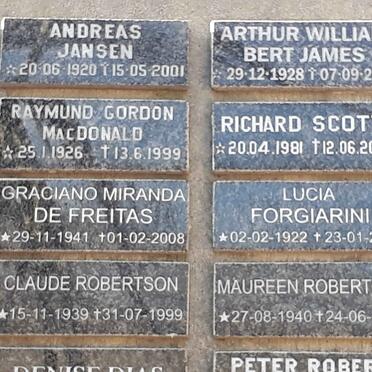 ANDREAS
JANSEN
☆20·06·1920 †15·05·2001
ARTHUR WILLIA
BERT JAMES
☆29·12·1928 †07·09·2
RAYMUND GORDON
MacDONALD
☆25.1.1926 †13.6.1999
RICHARD SCOT
☆20.04.1981 †12.06.20
GRACIANO MIRANDA
DE FREITAS
★29-11-1941 †01-02-2008
LUCIA
FORGIARINI
★02-02-1922 †23-01-2
CLAUDE ROBERTSON
★15-11-1939 †31-07-1999
MAUREEN ROBERT
★27-08-1940 †24-06-
DENISE DIAS
PETER ROBER